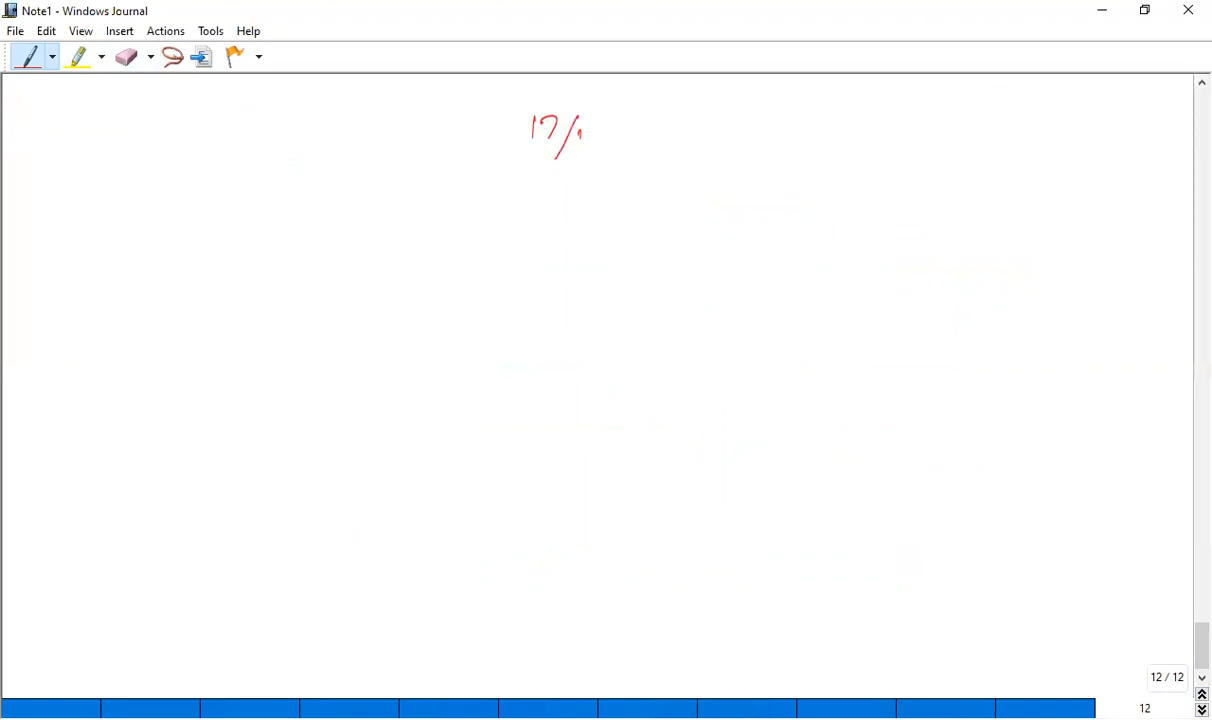 Note1 - Windows Journal
File Edit View Insert Actions Tools Help
17/
12 / 12
12